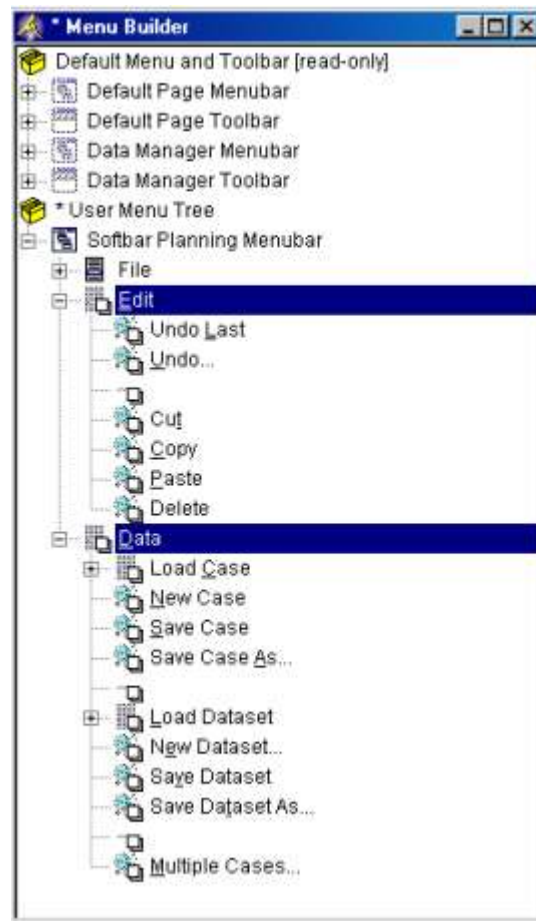 * Menu Builder
Default Menu and Toolbar [read-only]
Default Page Menubar
Default Page Toolbar
Data Manager Menubar
Data Manager Toolbar
* User Menu Tree
Softbar Planning Menubar
File
Edit
Undo Last
Undo...
Cut
Copy
Paste
Delete
Data
Load Case
New Case
Save Case
Save Case As...
Load Dataset
New Dataset...
Save Dataset
Save Dataset As...
Multiple Cases...